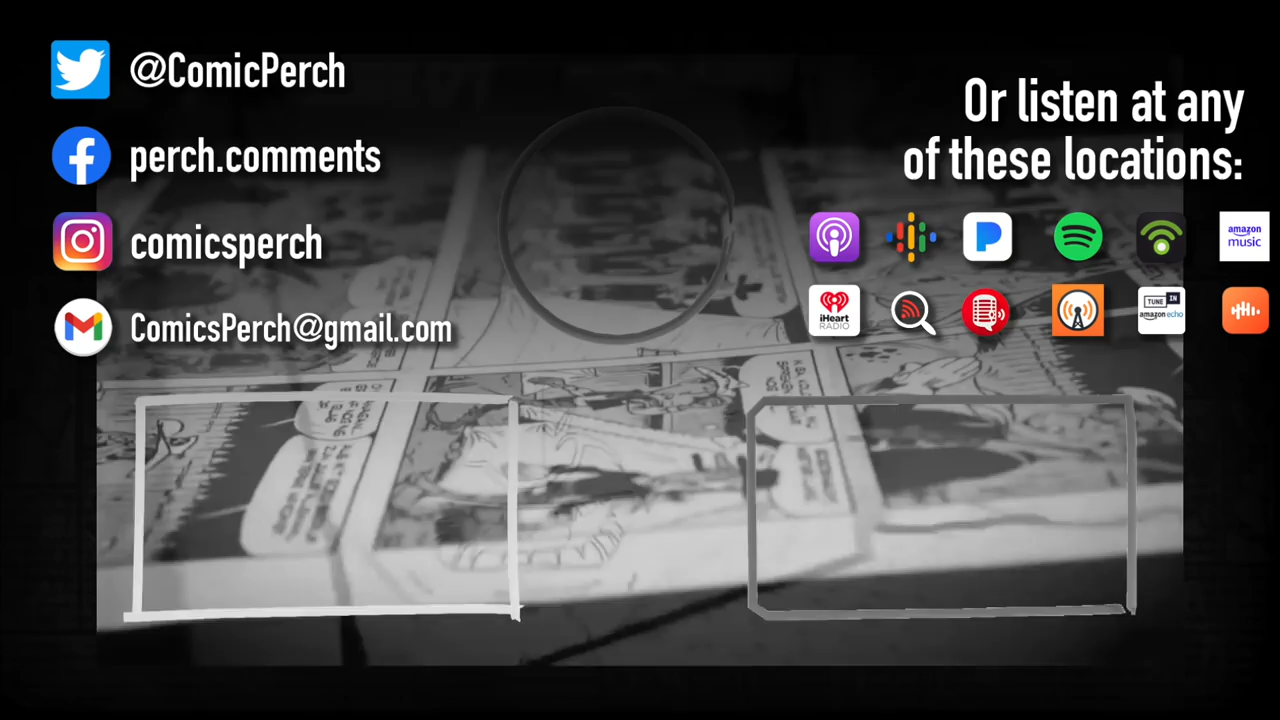 @ComicPerch
perch.comments
comicsperch
ComicsPerch@gmail.com
Or listen at any
of these locations:
amazon
music
iHeart
RADIO
TUNE IN
amazon echo